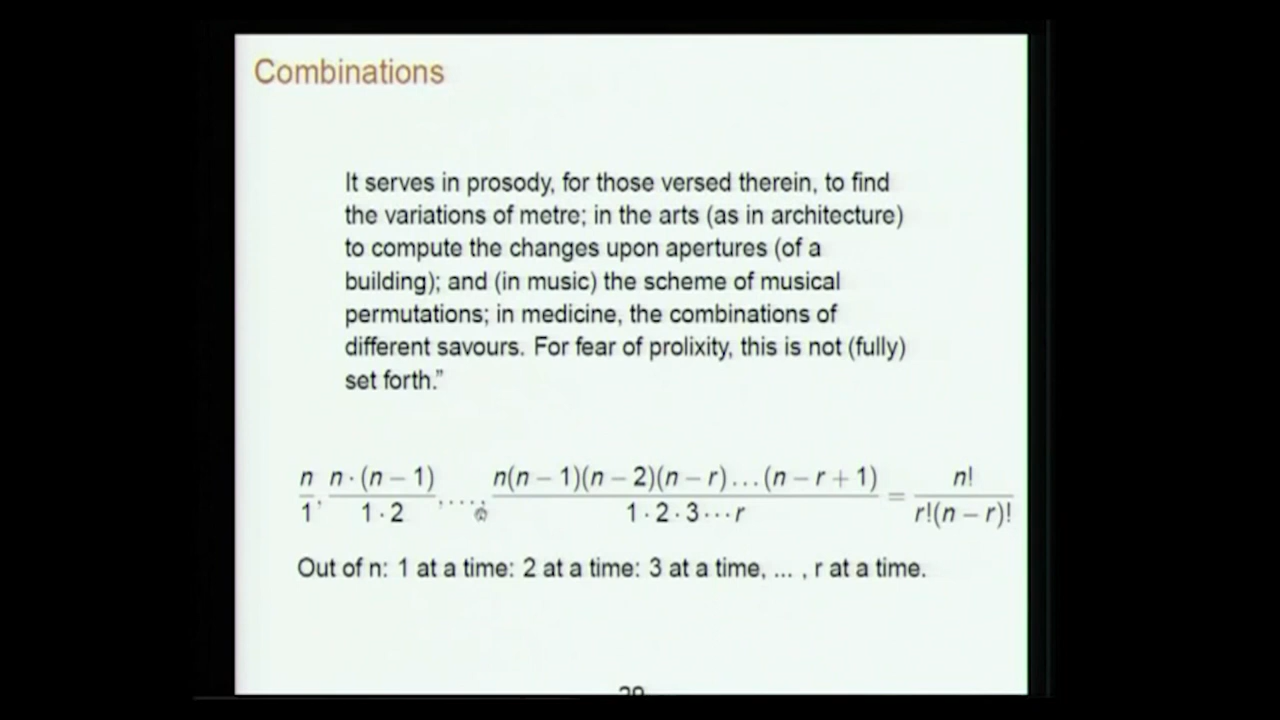 Combinations
It serves in prosody, for those versed therein, to find
the variations of metre; in the arts (as in architecture)
to compute the changes upon apertures (of a
building); and (in music) the scheme of musical
permutations; in medicine, the combinations of
different savours. For fear of prolixity, this is not (fully)
set forth.”
n/1, n · (n − 1)/1 · 2, ...., n(n − 1)(n − 2)(n − r) ... (n − r + 1)/1 · 2 · 3 ··· r = n!/r!(n − r)!
Out of n: 1 at a time: 2 at a time: 3 at a time, ... , r at a time.